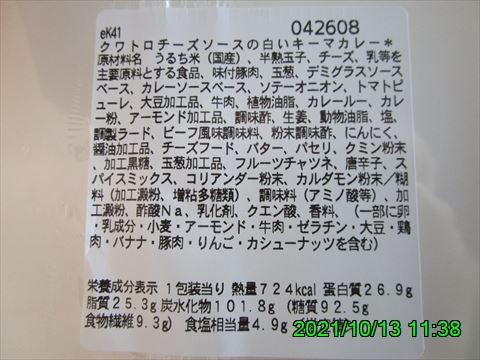 eK41 042608
クワトロチーズソースの白いキーマカレー*
原材料名 うるち米(国産)、半熟玉子、チーズ、乳等を
主要原料とする食品、味付豚肉、玉葱、デミグラスソース
ベース、カレーソースベース、ソテーオニオン、トマトピ
ューレ、大豆加工品、牛肉、植物油脂、カレールー、カレ
ー粉、アーモンド加工品、調味酢、生姜、動物油脂、塩、
調製ラード、ビーフ風味調味料、粉末調味酢、にんにく、
醤油加工品、チーズフード、バター、パセリ、クミン粉末
、加工黒糖、玉葱加工品、フルーツチャツネ、唐辛子、ス
パイスミックス、コリアンダー粉末、カルダモン粉末/糊
料(加工澱粉、増粘多糖類)、調味料(アミノ酸等)、加
工澱粉、酢酸Na、乳化剤、クエン酸、香料、(一部に卵
・乳成分・小麦・アーモンド・牛肉・ゼラチン・大豆・鶏
肉・バナナ・豚肉・りんご・カシューナッツを含む)
栄養成分表示 1包装当り 熱量724kcal 蛋白質26.9g
脂質25.3g 炭水化物101.8g(糖質92.5g
食物繊維9.3g) 食塩相当量4.9g
2021/10/13 11:38